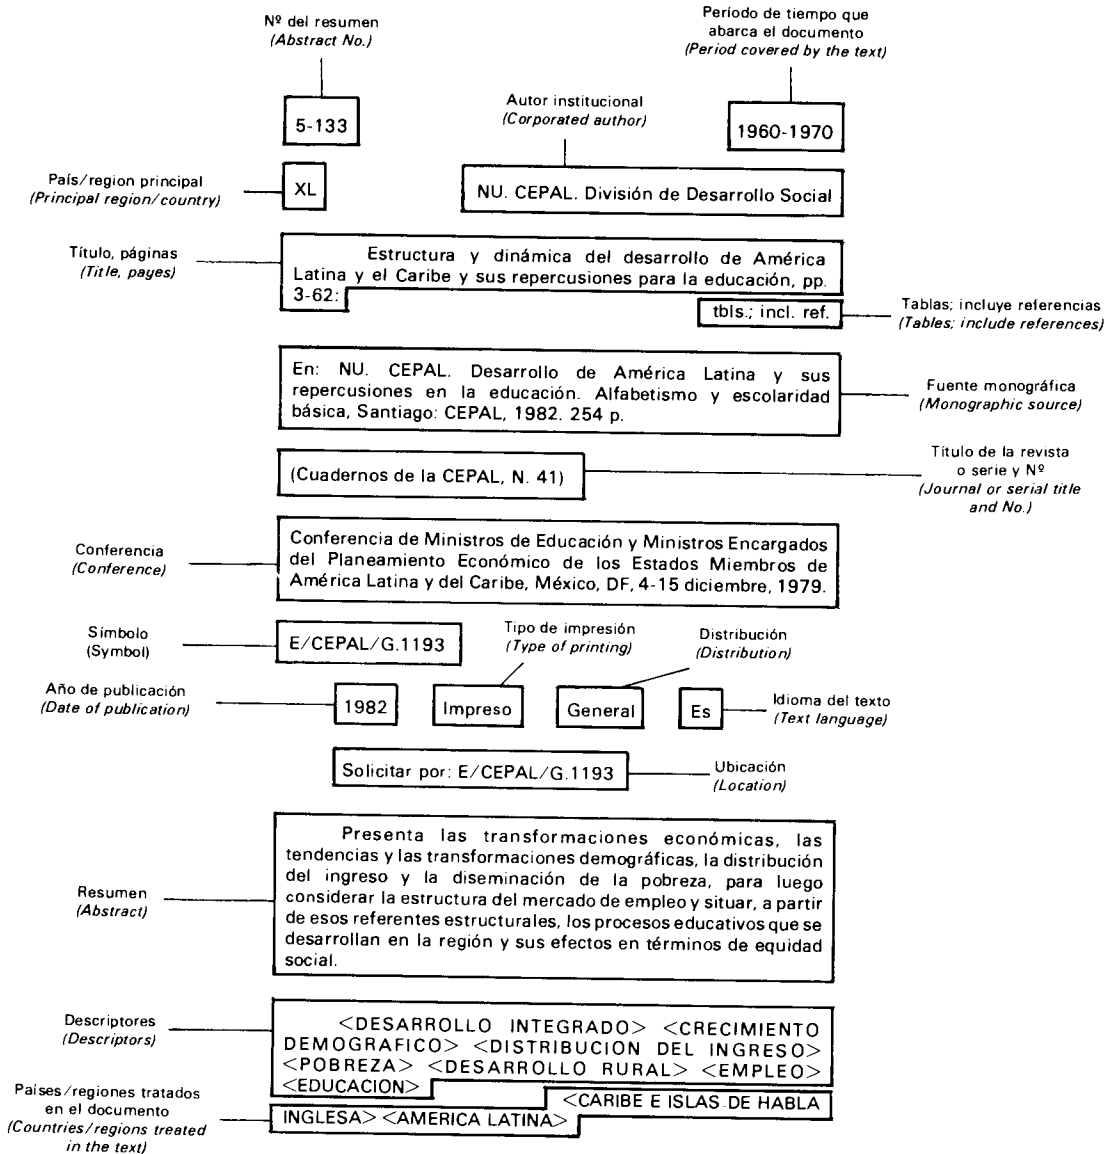 Nº del resumen
(Abstract No.)
Período de tiempo que
abarca el documento
(Period covered by the text)
Autor institucional
(Corporated author)
5-133
1960-1970
País/region principal
(Principal region/country)
XL
NU. CEPAL. División de Desarrollo Social
Título, páginas
(Title, pages)
Estructura y dinámica del desarrollo de América
Latina y el Caribe y sus repercusiones para la educación, pp.
3-62:
tbls.; incl. ref.
Tablas; incluye referencias
(Tables; include references)
En: NU. CEPAL. Desarrollo de América Latina y sus
repercusiones en la educación. Alfabetismo y escolaridad
básica, Santiago: CEPAL, 1982. 254 p.
Fuente monográfica
(Monographic source)
(Cuadernos de la CEPAL, N. 41)
Título de la revista
o serie y Nº
(Journal or serial title
and No.)
Conferencia
(Conference)
Conferencia de Ministros de Educación y Ministros Encargados
del Planeamiento Económico de los Estados Miembros de
América Latina y del Caribe, México, DF, 4-15 diciembre, 1979.
Símbolo
(Symbol)
E/CEPAL/G.1193
Tipo de impresión
(Type of printing)
Distribución
(Distribution)
Año de publicación
(Date of publication)
1982
Impreso
General
Es
Idioma del texto
(Text language)
Solicitar por: E/CEPAL/G.1193
Ubicación
(Location)
Resumen
(Abstract)
Presenta las transformaciones económicas, las
tendencias y las transformaciones demográficas, la distribución
del ingreso y la diseminación de la pobreza, para luego
considerar la estructura del mercado de empleo y situar, a partir
de esos referentes estructurales, los procesos educativos que se
desarrollan en la región y sus efectos en términos de equidad
social.
Descriptores
(Descriptors)
<DESARROLLO INTEGRADO> <CRECIMIENTO
DEMOGRAFICO> <DISTRIBUCION DEL INGRESO>
<POBREZA> <DESARROLLO RURAL> <EMPLEO>
<EDUCACION>
Países/regiones tratados
en el documento
(Countries/regions treated
in the text)
<CARIBE E ISLAS DE HABLA
INGLESA> <AMERICA LATINA>